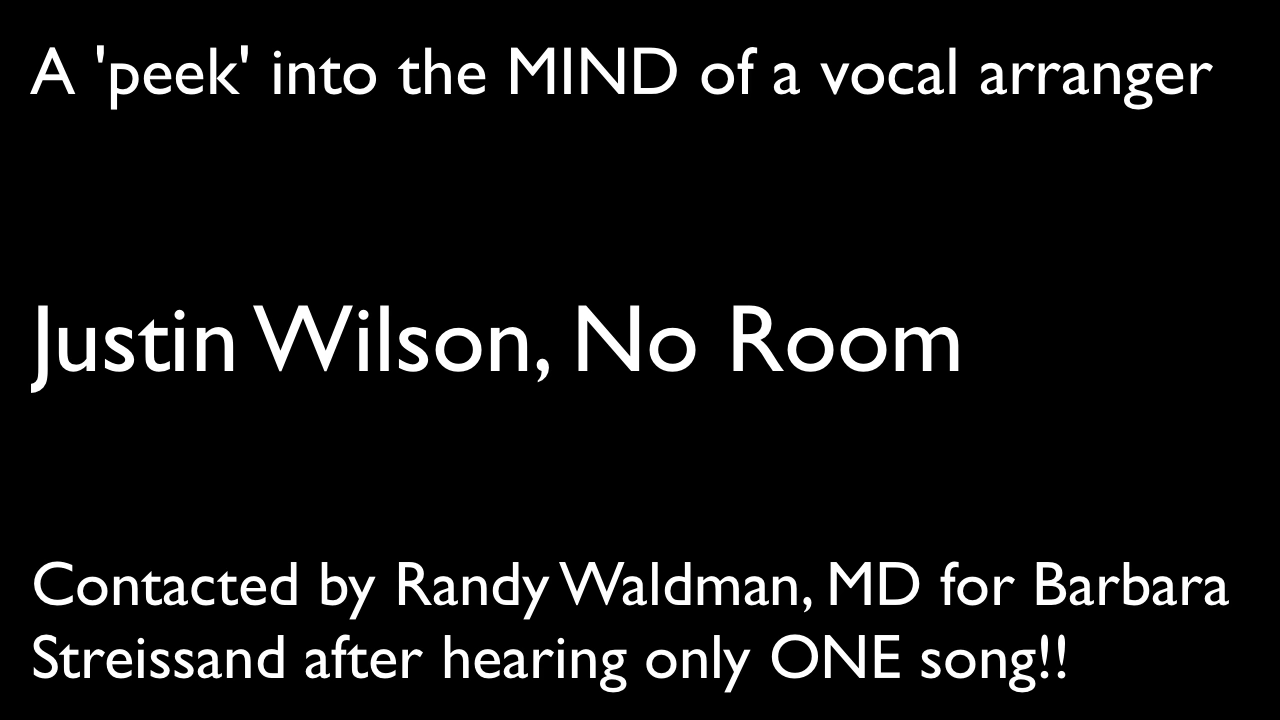 A 'peek' into the MIND of a vocal arranger
Justin Wilson, No Room
Contacted by Randy Waldman, MD for Barbara
Streissand after hearing only ONE song!!